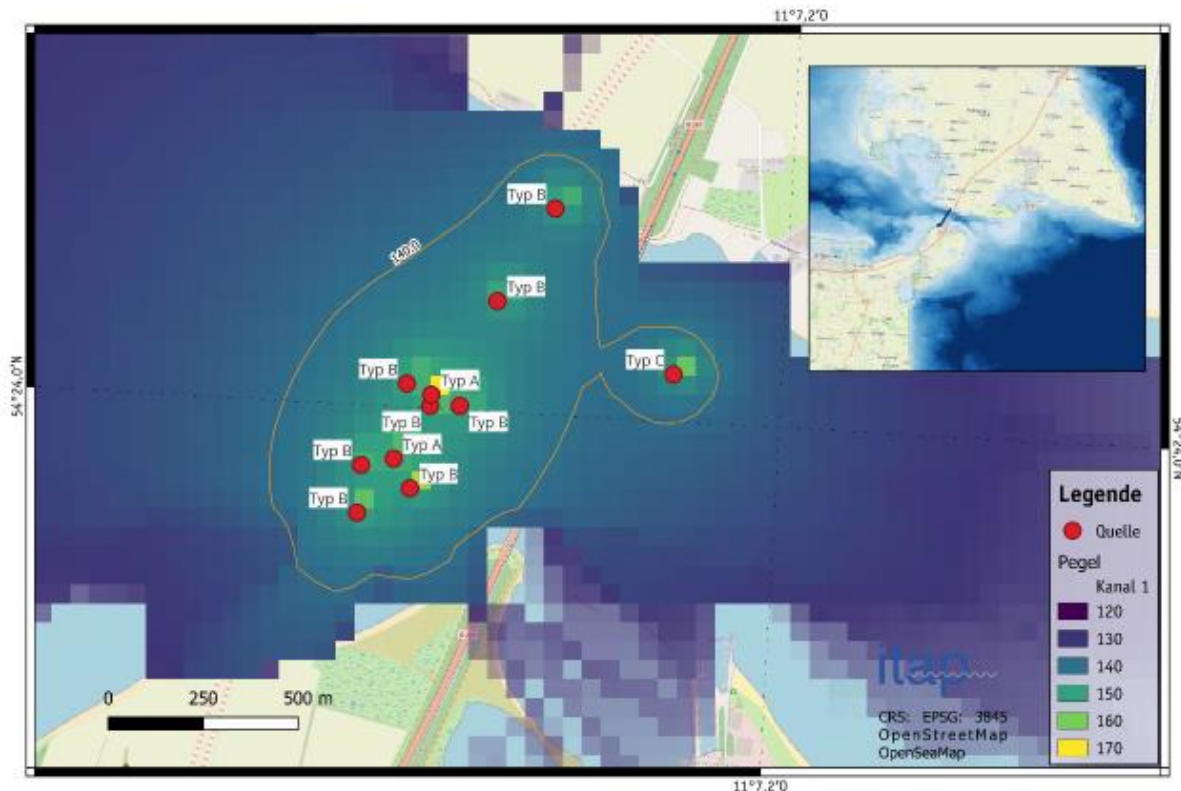 11°7.2'O
Typ B
140.0
Typ B
Typ C
Typ B
Typ A
54°24.0'N
Typ B
Typ B
54°24.0'N
Typ A
Typ B
Typ B
Typ B
Legende
Quelle
Pegel
Kanal 1
120
130
140
150
160
170
itap
0 250 500 m
CRS: EPSG: 3845
OpenStreetMap
OpenSeaMap
11°7.2'O